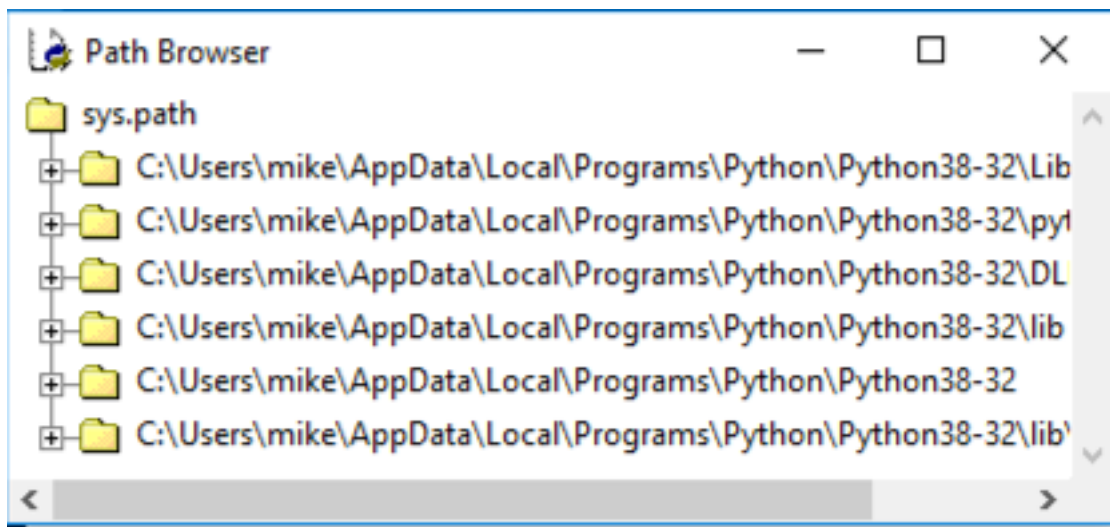 Path Browser
sys.path
C:\Users\mike\AppData\Local\Programs\Python\Python38-32\Lib
C:\Users\mike\AppData\Local\Programs\Python\Python38-32\pyt
C:\Users\mike\AppData\Local\Programs\Python\Python38-32\DL
C:\Users\mike\AppData\Local\Programs\Python\Python38-32\lib
C:\Users\mike\AppData\Local\Programs\Python\Python38-32
C:\Users\mike\AppData\Local\Programs\Python\Python38-32\lib\